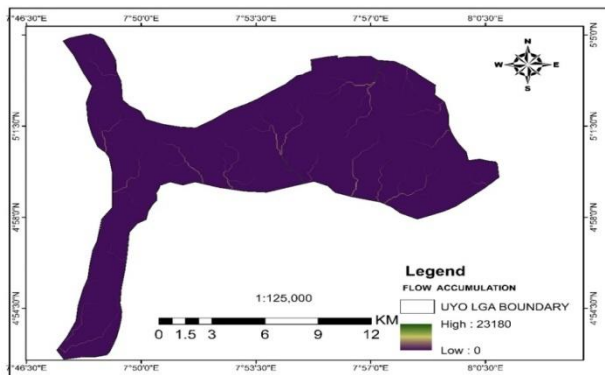 7°46'30"E 7°50'0"E 7°53'30"E 7°57'0"E 8°0'30"E
5°5'0"N 5°5'0"N
N
W E
S
5°1'30"N 5°1'30"N
4°58'0"N 4°58'0"N
Legend
FLOW ACCUMULATION
UYO LGA BOUNDARY
High : 23180
Low : 0
1:125,000
KM
0 1.5 3 6 9 12
4°54'30"N 4°54'30"N
7°46'30"E 7°50'0"E 7°53'30"E 7°57'0"E 8°0'30"E